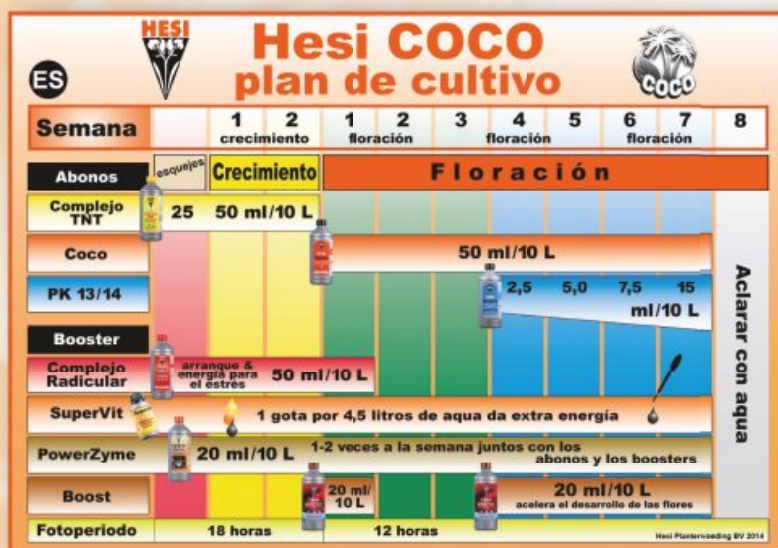 HESI
Hesi COCO
plan de cultivo
ES
COCO
Semana 1 2 1 2 3 4 5 6 7 8
crecimiento floración floración floración
Abonos esquejes Crecimiento Floración
Complejo TNT 25 50 ml/10 L
Coco 50 ml/10 L
PK 13/14 2,5 5,0 7,5 15
ml/10 L
Booster
Complejo Radicular
arranque &
energía para
el estrés
50 ml/10 L
SuperVit 1 gota por 4,5 litros de aqua da extra energía
PowerZyme 20 ml/10 L 1-2 veces a la semana juntos con los
abonos y los boosters
Boost 20 ml/
10 L
20 ml/10 L
acelera el desarrollo de las flores
Fotoperiodo 18 horas 12 horas
Aclarar con aqua
Hesi Plantenvoeding BV 2014